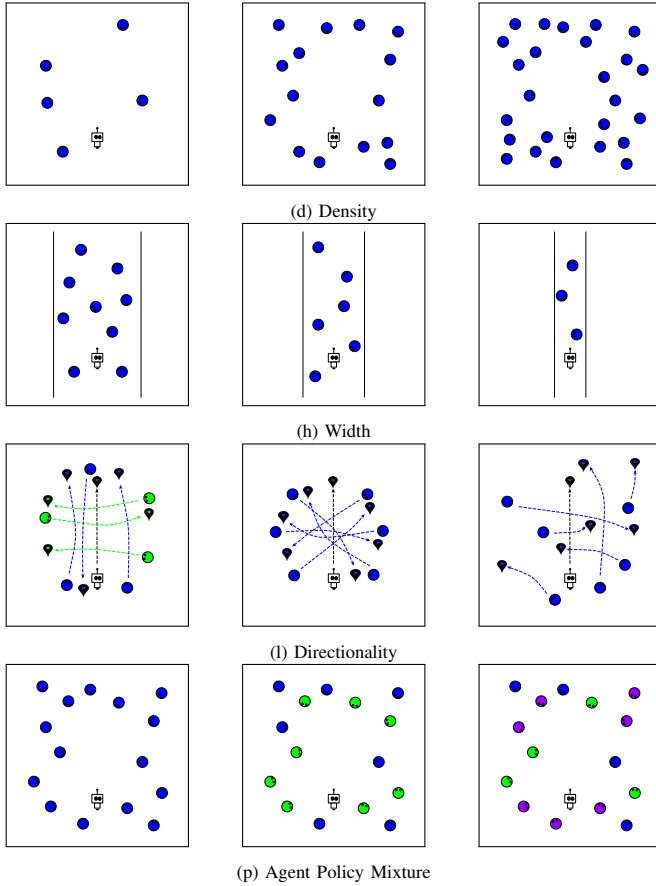 (d) Density
(h) Width
(l) Directionality
(p) Agent Policy Mixture